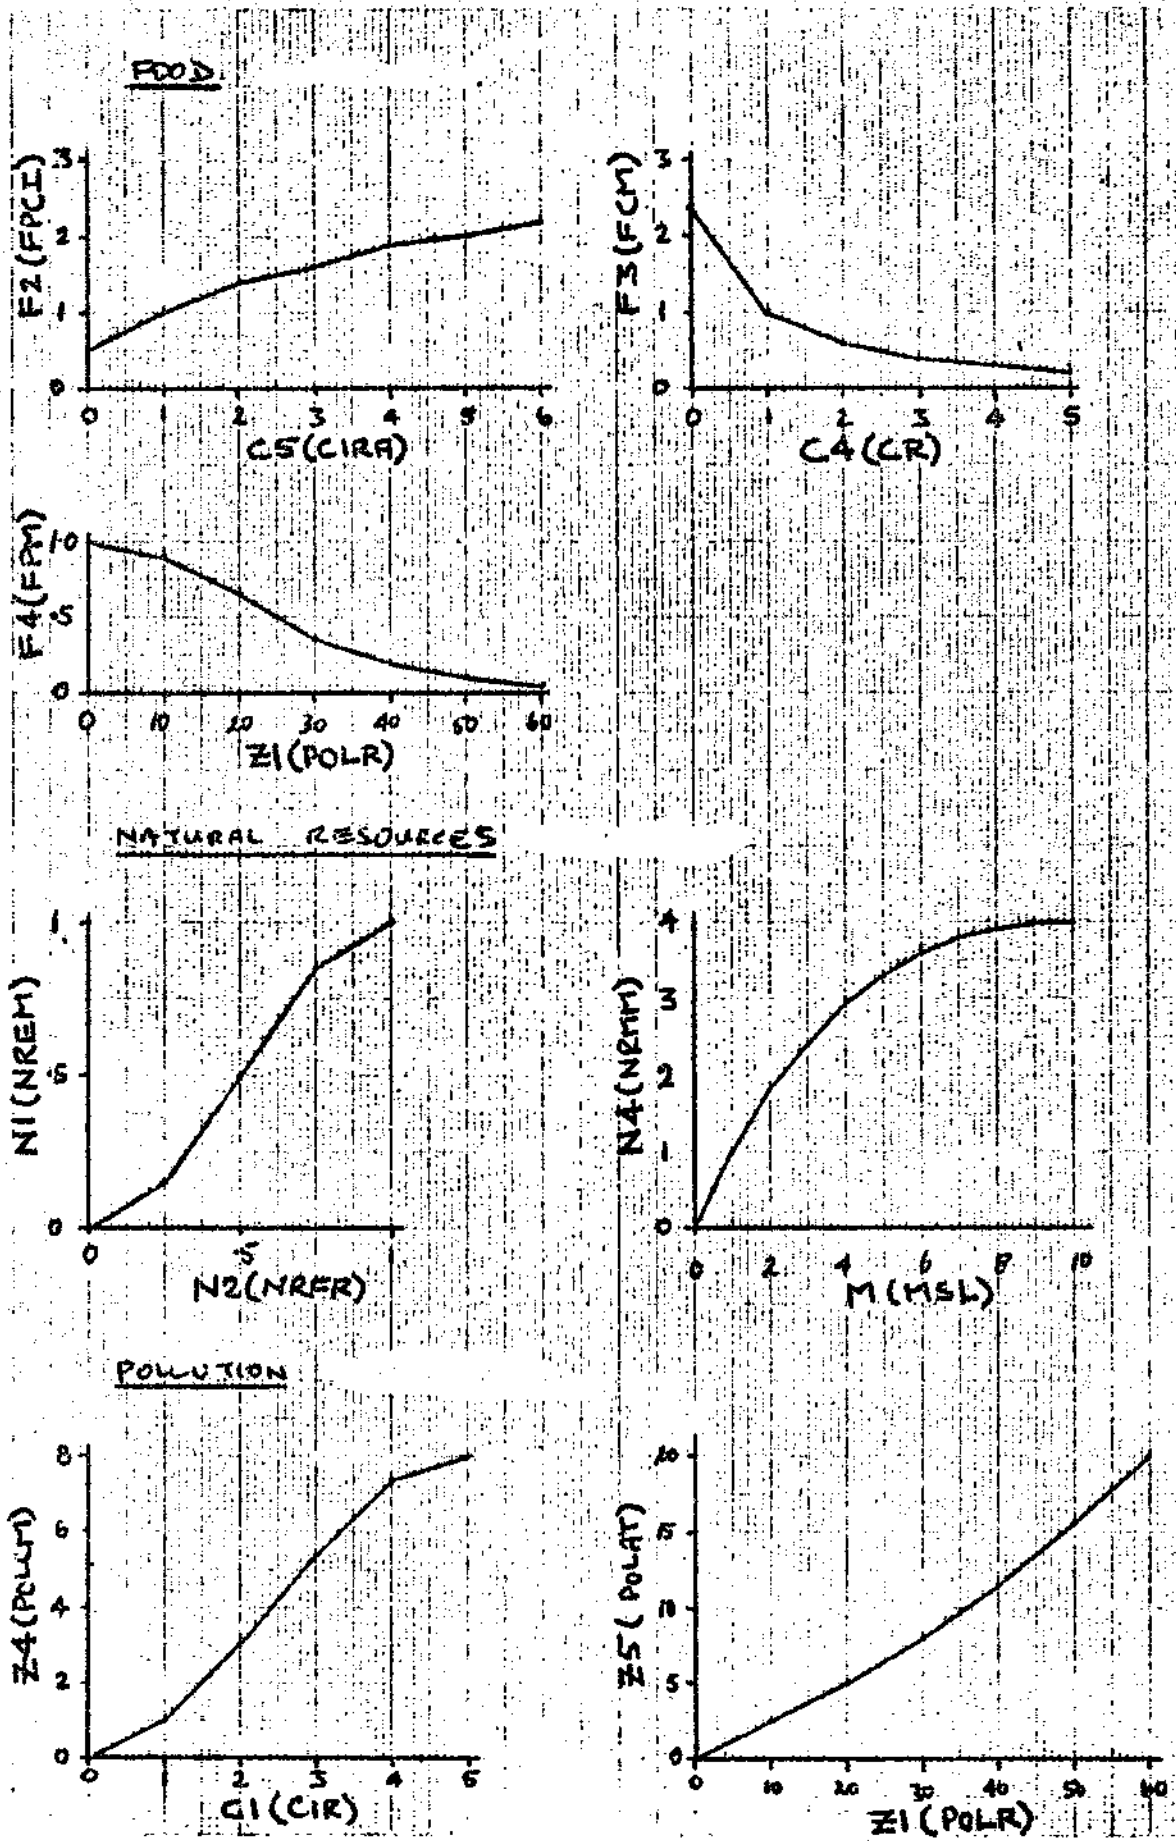 FOOD
F2(FPCI)
3
2
1
0
0 1 2 3 4 5 6
C5(CIRA)
F3(FCM)
3
2
1
0
0 1 2 3 4 5
C4(CR)
F4(FPM)
1.0
.5
0
0 10 20 30 40 50 60
Z1(POLR)
NATURAL RESOURCES
N1(NREM)
1.
.5
0
0 .5 1
N2(NRFR)
N4(NRMM)
4
3
2
1
0
0 2 4 6 8 10
M(MSL)
POLLUTION
Z4(POLLM)
8
6
4
2
0
0 1 2 3 4 5
C1(CIR)
Z5(POLAT)
20
15
10
5
0
0 10 20 30 40 50 60
Z1(POLR)